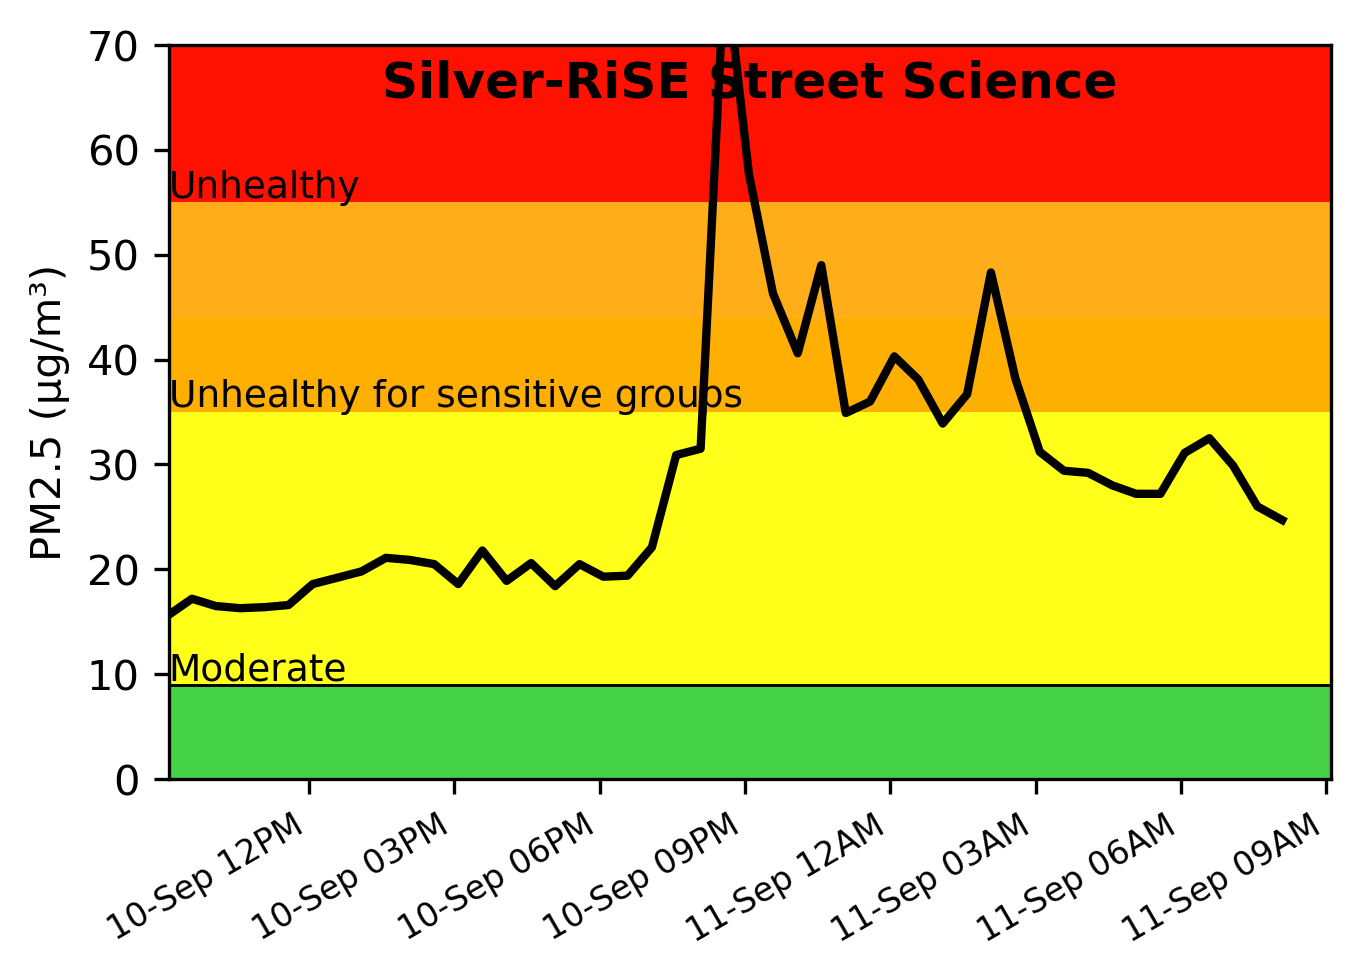 Silver-RiSE Street Science
PM2.5 (µg/m³)
70
60
Unhealthy
50
40
Unhealthy for sensitive groups
30
20
10
Moderate
0
10-Sep 12PM
10-Sep 03PM
10-Sep 06PM
10-Sep 09PM
11-Sep 12AM
11-Sep 03AM
11-Sep 06AM
11-Sep 09AM